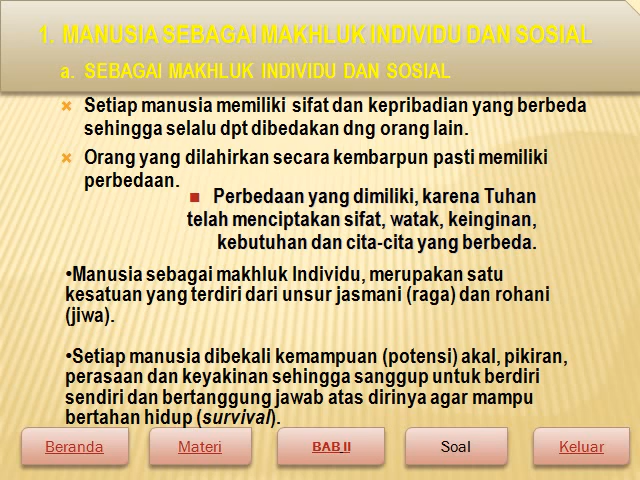 1. MANUSIA SEBAGAI MAKHLUK INDIVIDU DAN SOSIAL
a. SEBAGAI MAKHLUK INDIVIDU DAN SOSIAL
Setiap manusia memiliki sifat dan kepribadian yang berbeda
sehingga selalu dpt dibedakan dng orang lain.
Orang yang dilahirkan secara kembarpun pasti memiliki
perbedaan.
Perbedaan yang dimiliki, karena Tuhan
telah menciptakan sifat, watak, keinginan,
kebutuhan dan cita-cita yang berbeda.
•Manusia sebagai makhluk Individu, merupakan satu
kesatuan yang terdiri dari unsur jasmani (raga) dan rohani
(jiwa).
•Setiap manusia dibekali kemampuan (potensi) akal, pikiran,
perasaan dan keyakinan sehingga sanggup untuk berdiri
sendiri dan bertanggung jawab atas dirinya agar mampu
bertahan hidup (survival).
Beranda Materi BAB II Soal Keluar